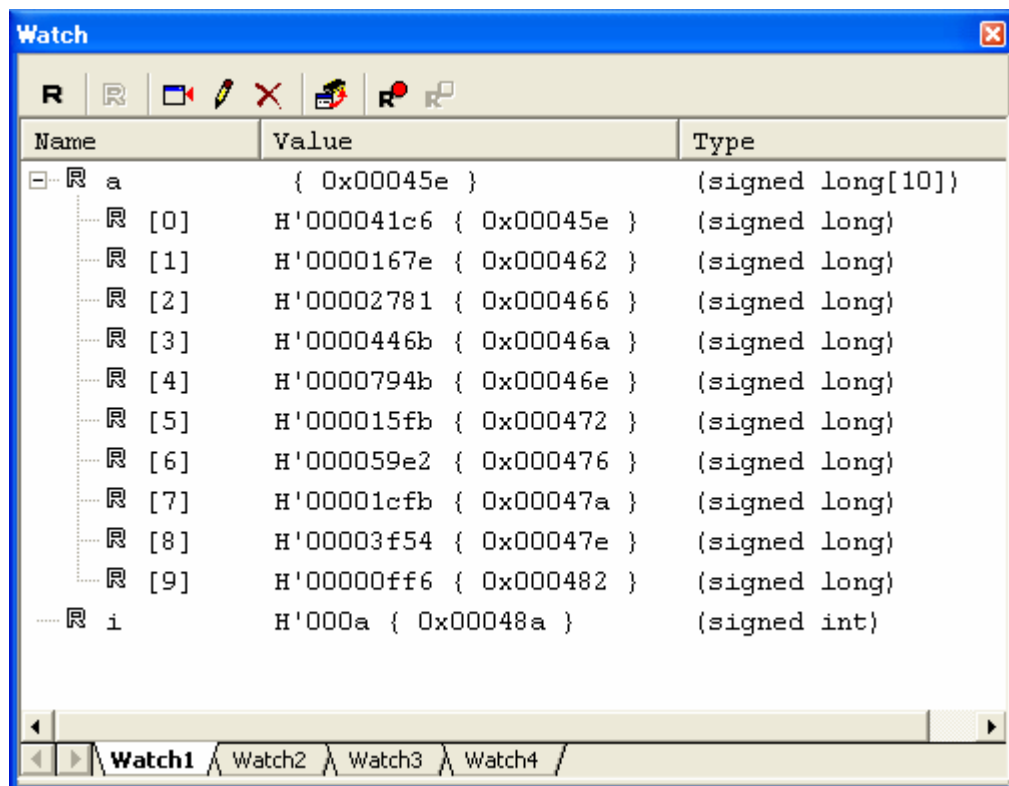 Watch
R R R R
Name Value Type
R a { 0x00045e } (signed long[10])
R [0] H'000041c6 { 0x00045e } (signed long)
R [1] H'0000167e { 0x000462 } (signed long)
R [2] H'00002781 { 0x000466 } (signed long)
R [3] H'0000446b { 0x00046a } (signed long)
R [4] H'0000794b { 0x00046e } (signed long)
R [5] H'000015fb { 0x000472 } (signed long)
R [6] H'000059e2 { 0x000476 } (signed long)
R [7] H'00001cfb { 0x00047a } (signed long)
R [8] H'00003f54 { 0x00047e } (signed long)
R [9] H'00000ff6 { 0x000482 } (signed long)
R i H'000a { 0x00048a } (signed int)
Watch1 Watch2 Watch3 Watch4